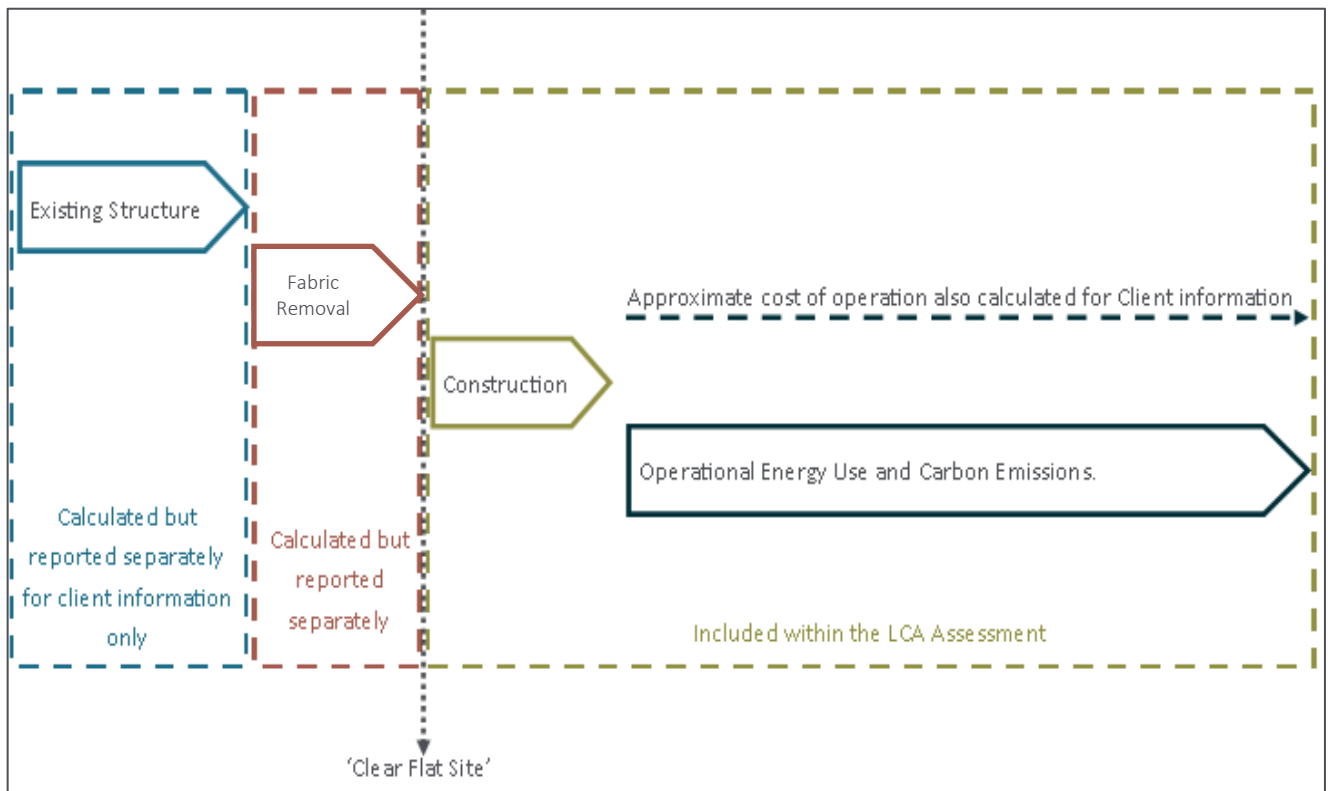 Existing Structure
Fabric
Removal
Approximate cost of operation also calculated for Client information
Construction
Operational Energy Use and Carbon Emissions.
Calculated but
reported separately
for client information
only
Calculated but
reported
separately
Included within the LCA Assessment
‘Clear Flat Site’